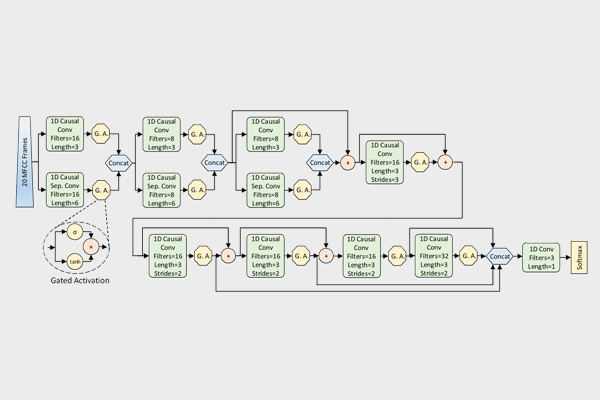 20 MFCC Frames
1D Causal
Conv
Filters=16
Length=3
G. A.
1D Causal
Sep. Conv
Filters=16
Length=6
G. A.
Concat
1D Causal
Conv
Filters=8
Length=3
G. A.
1D Causal
Sep. Conv
Filters=8
Length=6
G. A.
Concat
1D Causal
Conv
Filters=8
Length=3
G. A.
1D Causal
Sep. Conv
Filters=8
Length=6
G. A.
Concat
+
1D Causal
Conv
Filters=16
Length=3
Strides=3
G. A.
+
σ
tanh
×
Gated Activation
1D Causal
Conv
Filters=16
Length=3
Strides=2
G. A.
+
1D Causal
Conv
Filters=16
Length=3
Strides=2
G. A.
+
1D Causal
Conv
Filters=16
Length=3
Strides=2
G. A.
1D Causal
Conv
Filters=32
Length=3
Strides=2
G. A.
Concat
1D Conv
Filters=3
Length=1
Softmax